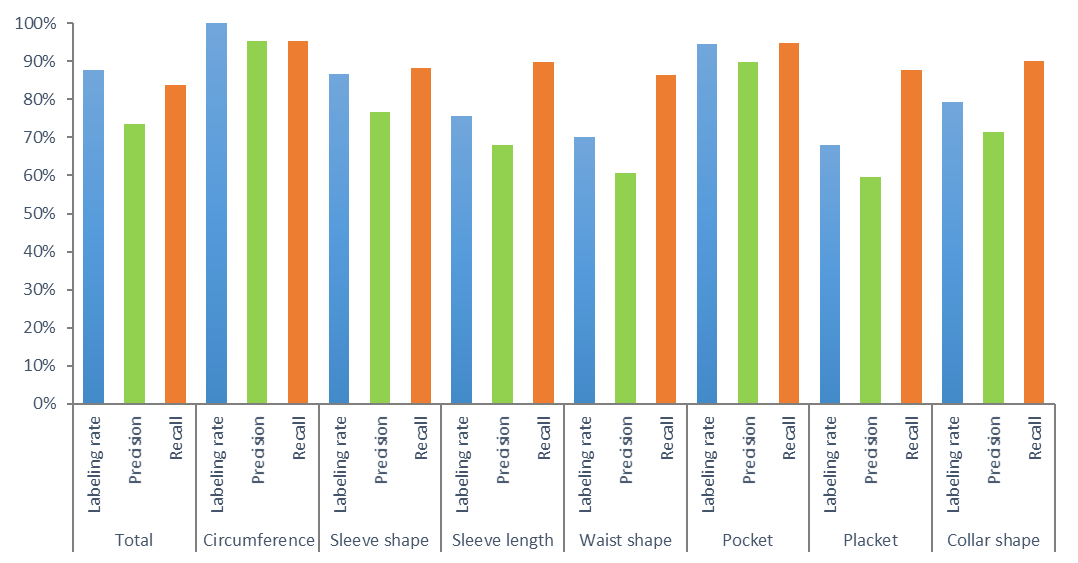 100%
90%
80%
70%
60%
50%
40%
30%
20%
10%
0%
Labeling rate
Precision
Recall
Labeling rate
Precision
Recall
Labeling rate
Precision
Recall
Labeling rate
Precision
Recall
Labeling rate
Precision
Recall
Labeling rate
Precision
Recall
Labeling rate
Precision
Recall
Labeling rate
Precision
Recall
Total Circumference Sleeve shape Sleeve length Waist shape Pocket Placket Collar shape